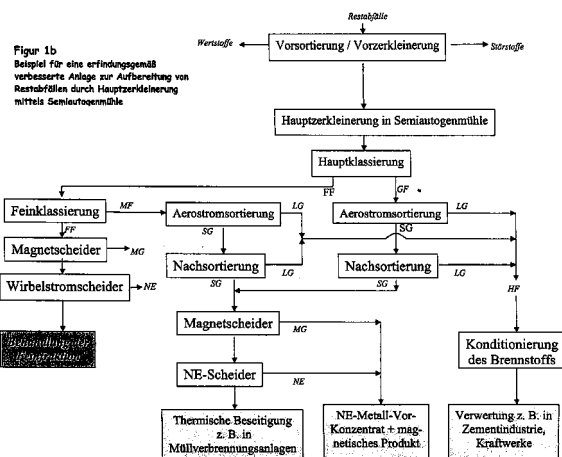 Restabfälle
Figur 1b
Beispiel für eine erfindungsgemäß
verbesserte Anlage zur Aufbereitung von
Restabfällen durch Hauptzerkleinerung
mittels Semiautogenmühle
Wertstoffe
Vorsortierung / Vorzerkleinerung
Störstoffe
Hauptzerkleinerung in Semiautogenmühle
Hauptklassierung
FF
GF
Feinklassierung
MF
Aerostromsortierung
LG
Aerostromsortierung
LG
FF
SG
SG
Magnetscheider
MG
Nachsortierung
LG
Nachsortierung
LG
Wirbelstromscheider
NE
SG
SG
HF
Behandlung der
Feinfraktion
Magnetscheider
MG
Konditionierung
des Brennstoffs
NE-Scheider
NE
Thermische Beseitigung
z. B. in
Müllverbrennungsanlagen
NE-Metall-Vor-
Konzentrat + mag-
netisches Produkt
Verwertung z. B. in
Zementindustrie,
Kraftwerke